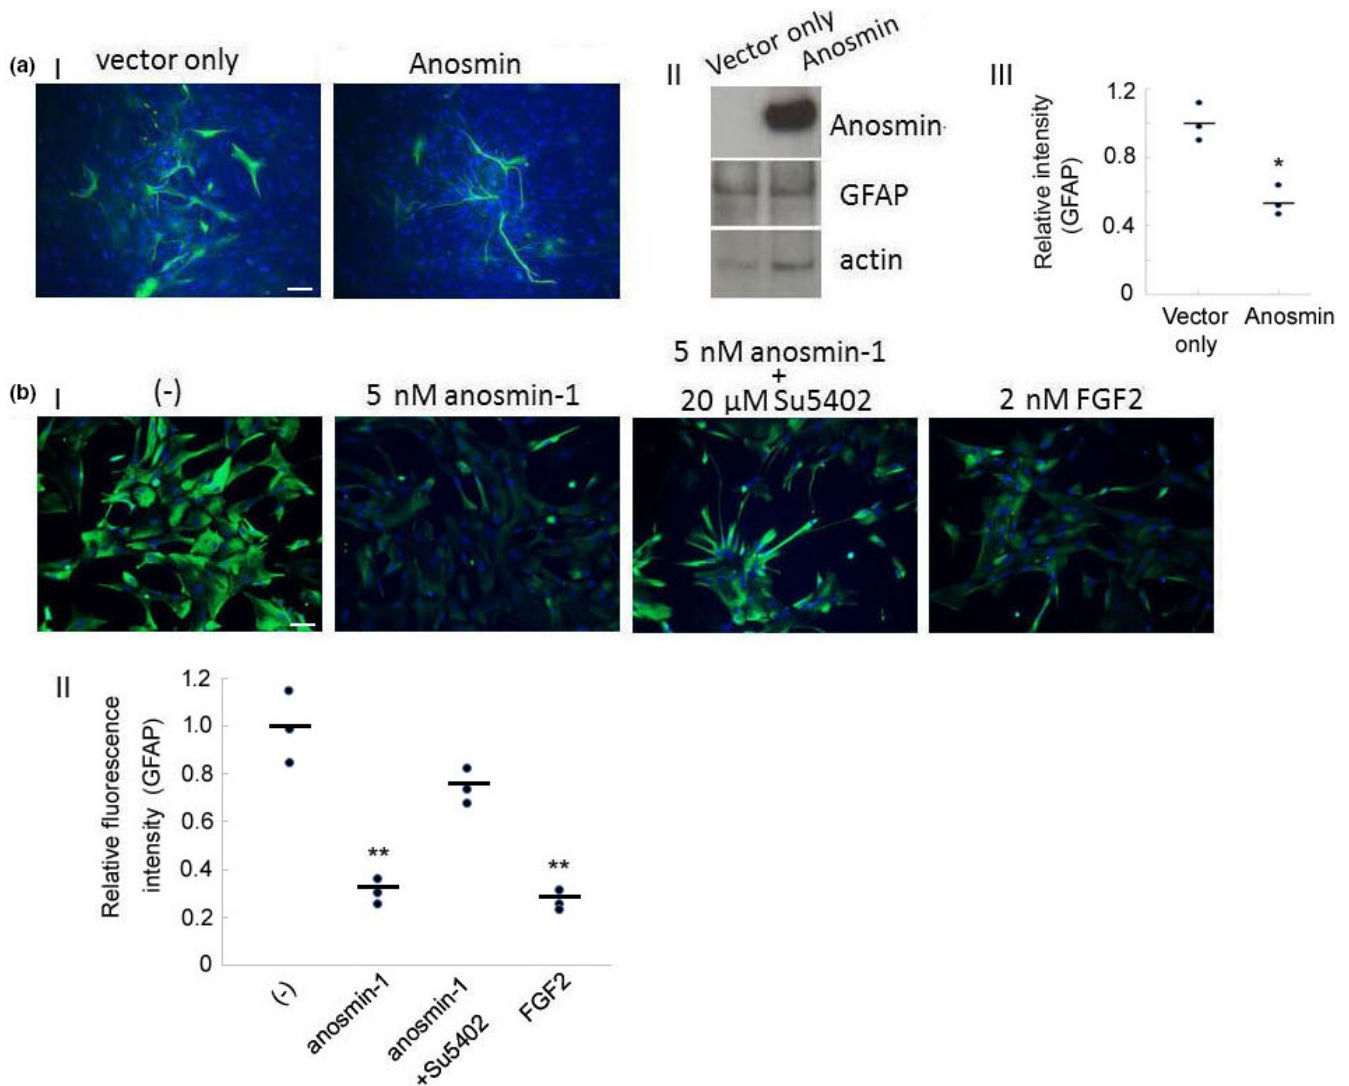 (a) I vector only Anosmin
II Vector only Anosmin
Anosmin
GFAP
actin
III
Relative intensity
(GFAP)
1.2
0.8
0.4
0
*
Vector only
Anosmin
(b) I (-)
5 nM anosmin-1
5 nM anosmin-1
+
20 µM Su5402
2 nM FGF2
II
Relative fluorescence
intensity (GFAP)
1.2
1.0
0.8
0.6
0.4
0.2
0
**
**
(-)
anosmin-1
anosmin-1
+Su5402
FGF2